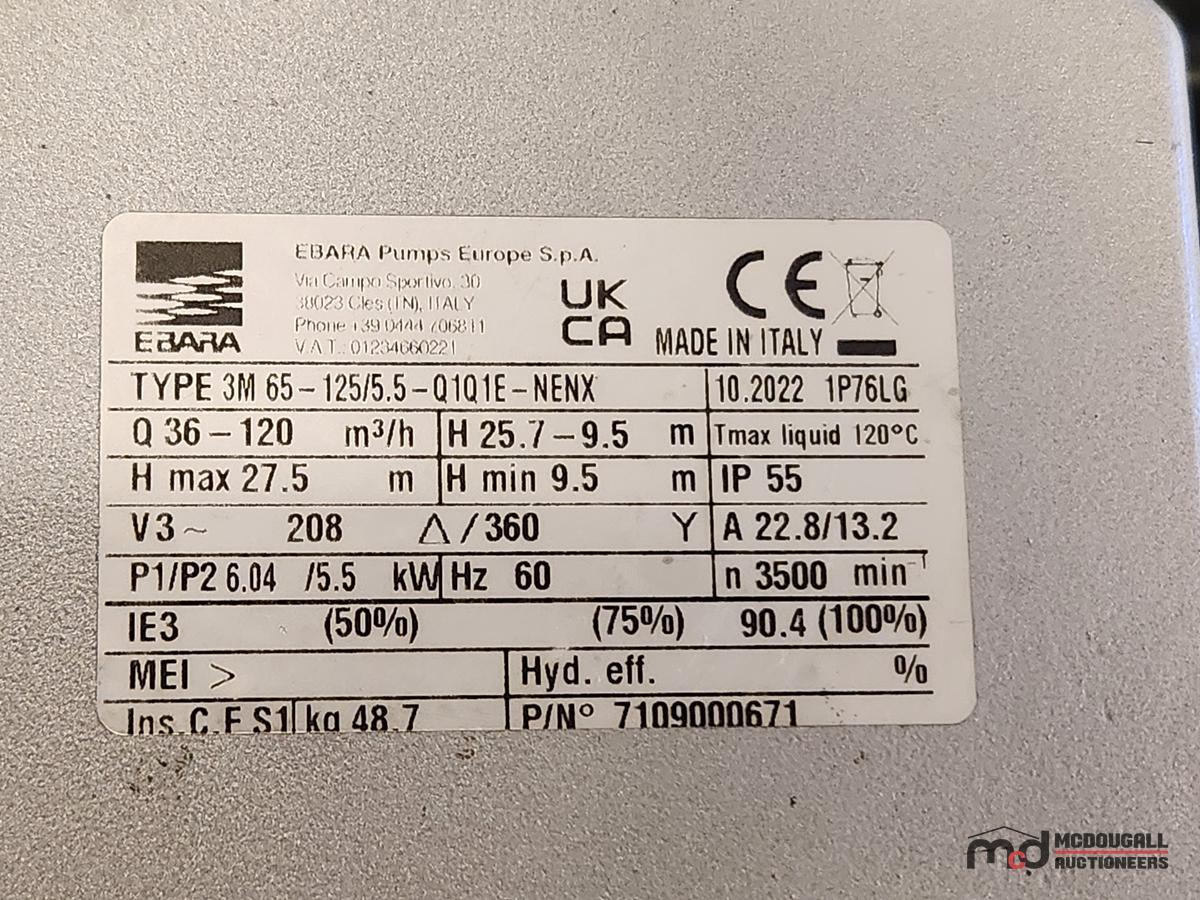 EBARA
EBARA Pumps Europe S.p.A.
Via Campo Sportivo, 30
38023 Cles (TN), ITALY
Phone +39 0444 706811
V.A.T.: 01234660221
UK
CA
CE
MADE IN ITALY
TYPE 3M 65-125/5.5-Q1Q1E-NENX 10.2022 1P76LG
Q 36-120 m³/h H 25.7-9.5 m Tmax liquid 120°C
H max 27.5 m H min 9.5 m IP 55
V3~ 208 Δ/360 Y A 22.8/13.2
P1/P2 6.04 /5.5 kW Hz 60 n 3500 min⁻¹
IE3 (50%) (75%) 90.4 (100%)
MEI > Hyd. eff. %
Ins.C.F S1 kg 48.7 P/N° 7109000671
mcd MCDOUGALL
AUCTIONEERS